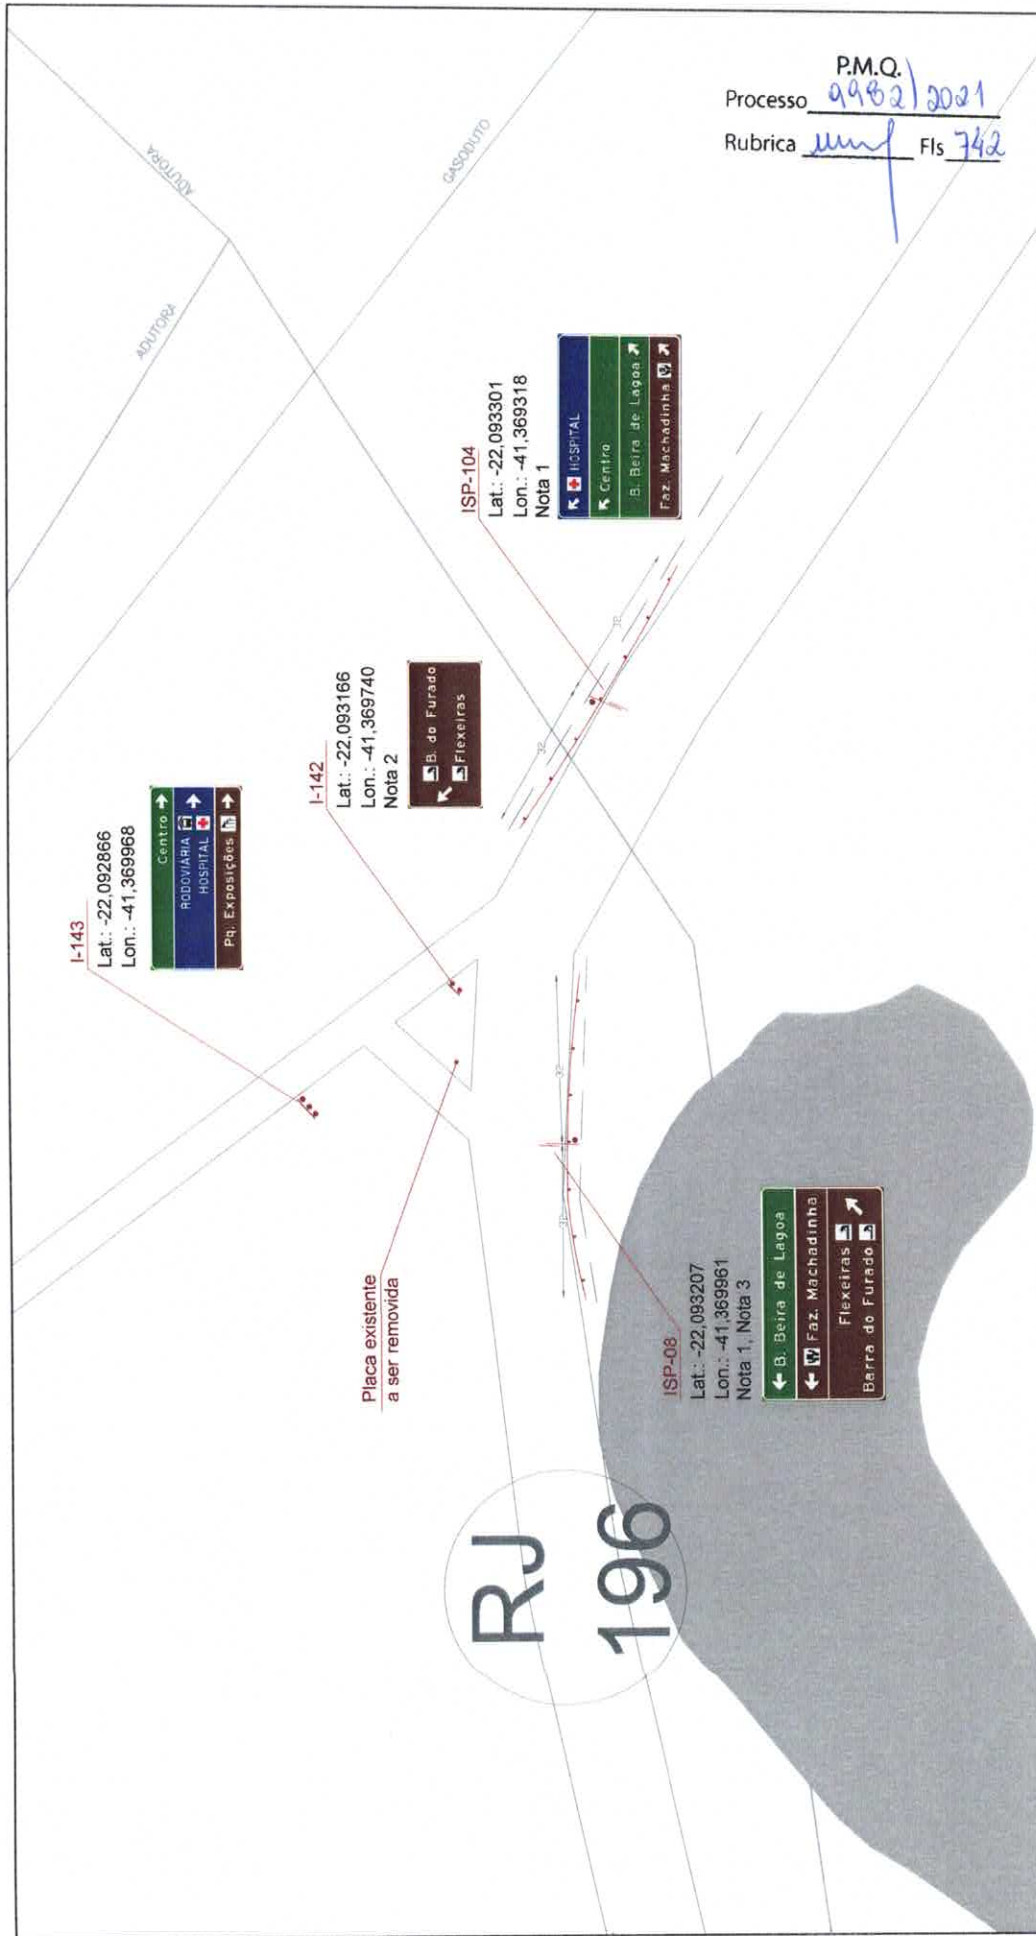 P.M.Q.
Processo 9982/2021
Rubrica Fls 742
ADUTORA
ADUTORA
GASODUTO
I-143
Lat.: -22,092866
Lon.: -41,369968
Centro
RODOVIÁRIA
HOSPITAL
Pq. Exposições
I-142
Lat.: -22,093166
Lon.: -41,369740
Nota 2
B. do Furado
Flexeiras
ISP-104
Lat.: -22,093301
Lon.: -41,369318
Nota 1
HOSPITAL
Centro
B. Beira de Lagoa
Faz. Machadinha
32
32
32
32
Placa existente
a ser removida
ISP-08
Lat.: -22,093207
Lon.: -41,369961
Nota 1, Nota 3
B. Beira de Lagoa
Faz. Machadinha
Flexeiras
Barra do Furado
RJ
196